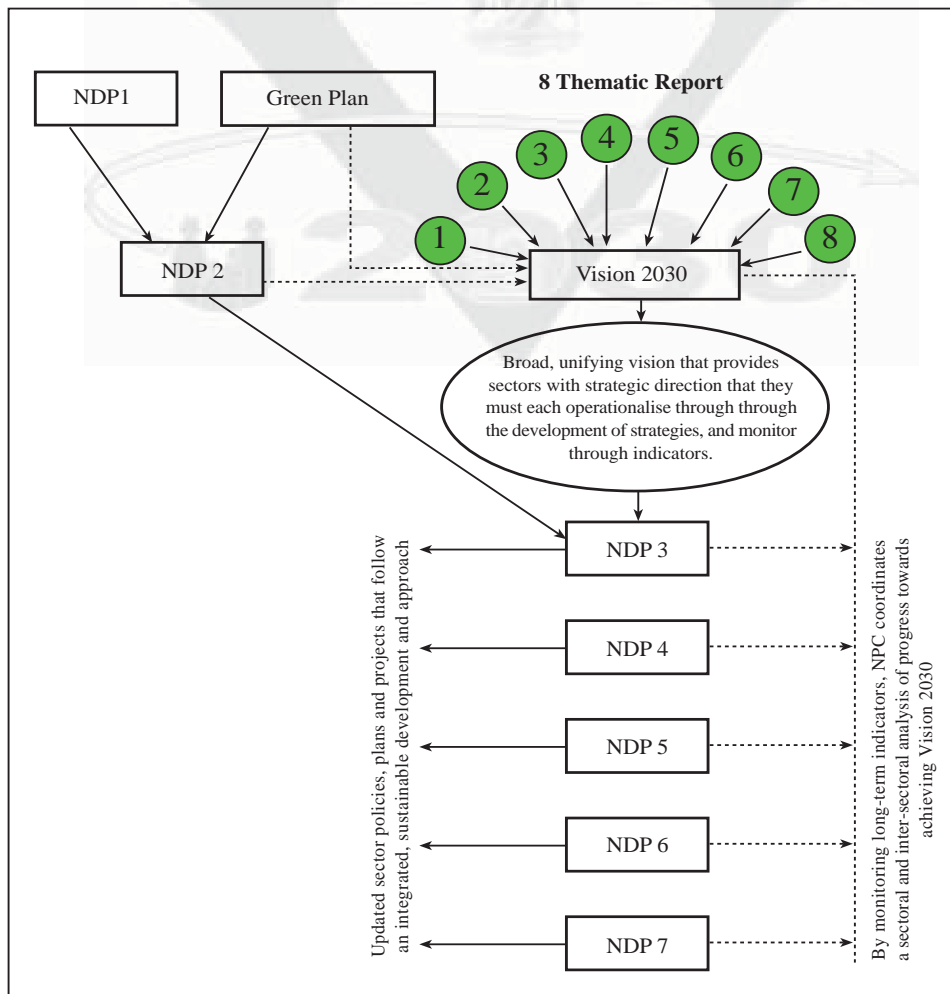 8 Thematic Report
NDP1
Green Plan
1
2
3
4
5
6
7
8
NDP 2
Vision 2030
Broad, unifying vision that provides
sectors with strategic direction that they
must each operationalise through through
the development of strategies, and monitor
through indicators.
NDP 3
NDP 4
NDP 5
NDP 6
NDP 7
Updated sector policies, plans and projects that follow
an integrated, sustainable development and approach
By monitoring long-term indicators, NPC coordinates
a sectoral and inter-sectoral analysis of progress towards
achieving Vision 2030
2030